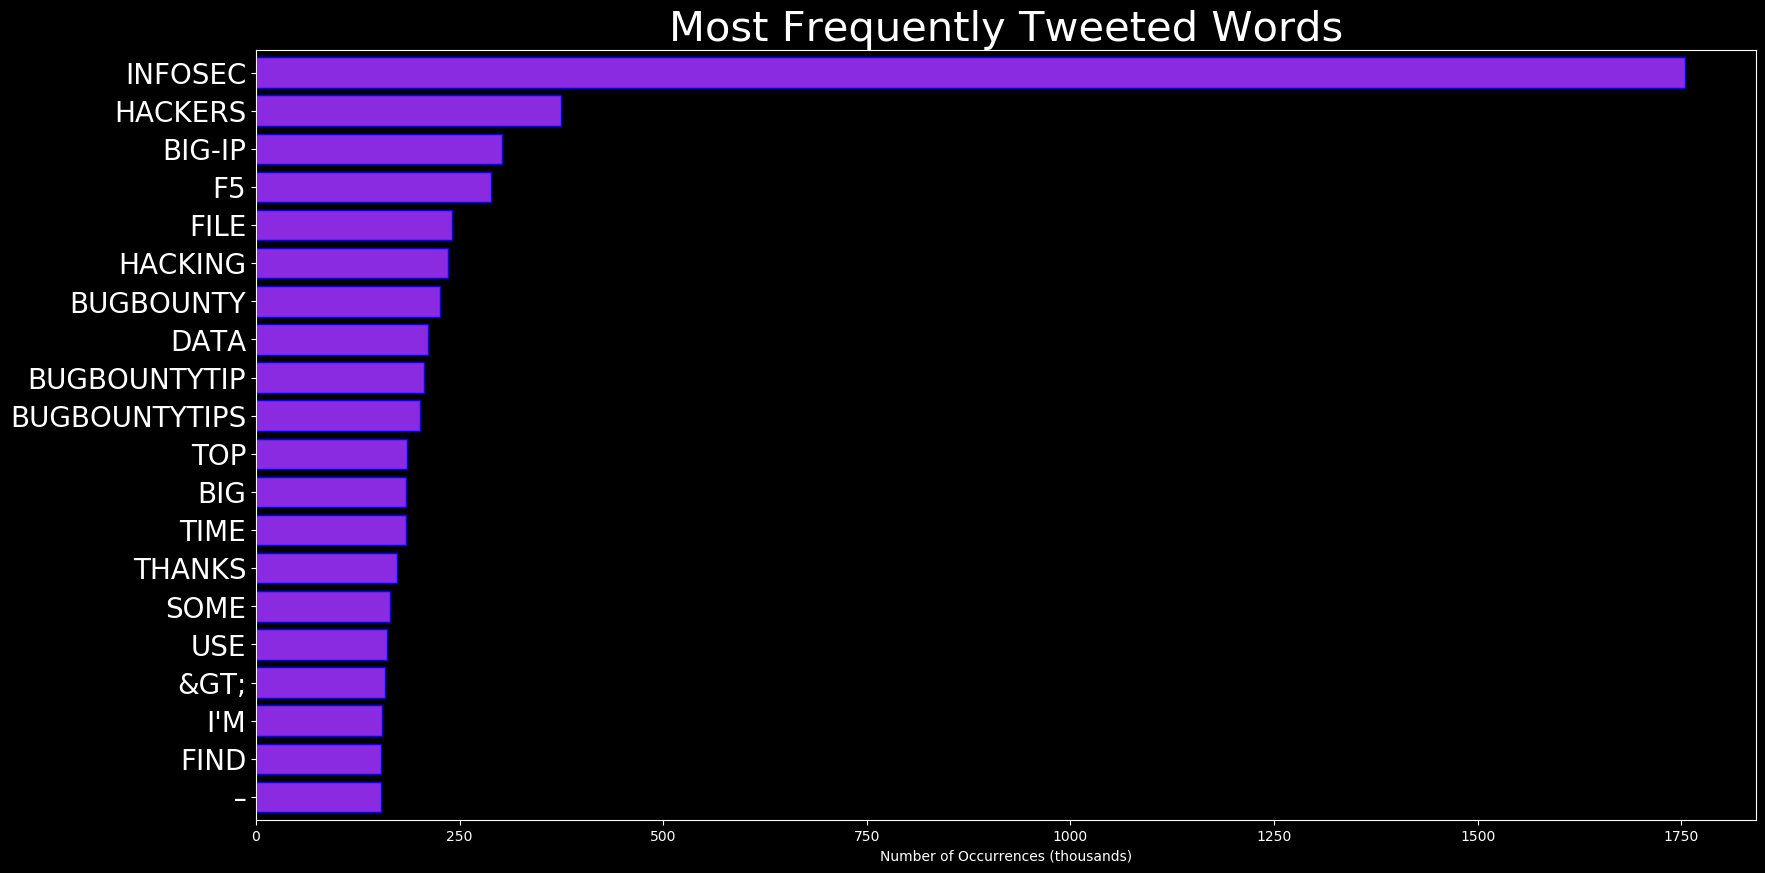 Most Frequently Tweeted Words
INFOSEC
HACKERS
BIG-IP
F5
FILE
HACKING
BUGBOUNTY
DATA
BUGBOUNTYTIP
BUGBOUNTYTIPS
TOP
BIG
TIME
THANKS
SOME
USE
&GT;
I'M
FIND
–
0 250 500 750 1000 1250 1500 1750
Number of Occurrences (thousands)